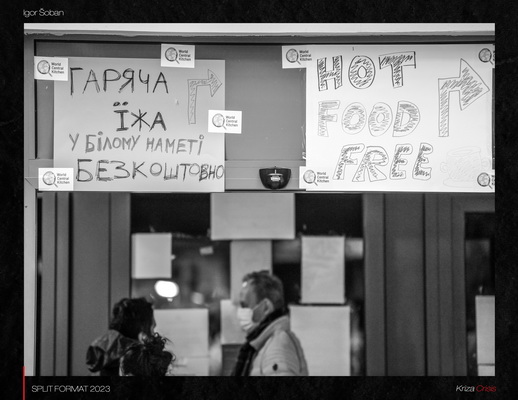 Igor Šoban
World
Central
Kitchen
World
Central
Kitchen
World
Central
Kitchen
ГАРЯЧА
ЇЖА
У БІЛОМУ НАМЕТІ
БЕЗКОШТОВНО
World
Central
Kitchen
World
Central
Kitchen
HOT
FOOD
FREE
World
Central
Kitchen
SPLIT FORMAT 2023
Kriza Crisis